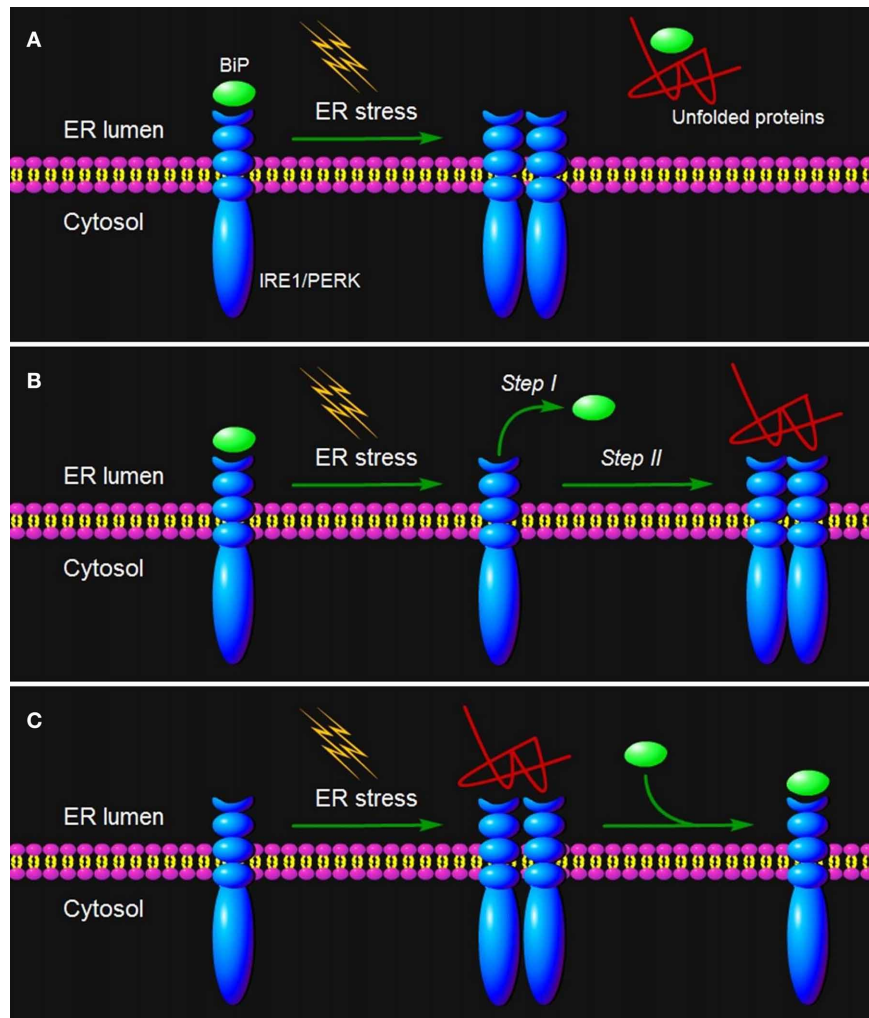 A
BiP
ER stress
Unfolded proteins
ER lumen
Cytosol
IRE1/PERK
B
Step I
ER stress
Step II
ER lumen
Cytosol
C
ER stress
ER lumen
Cytosol